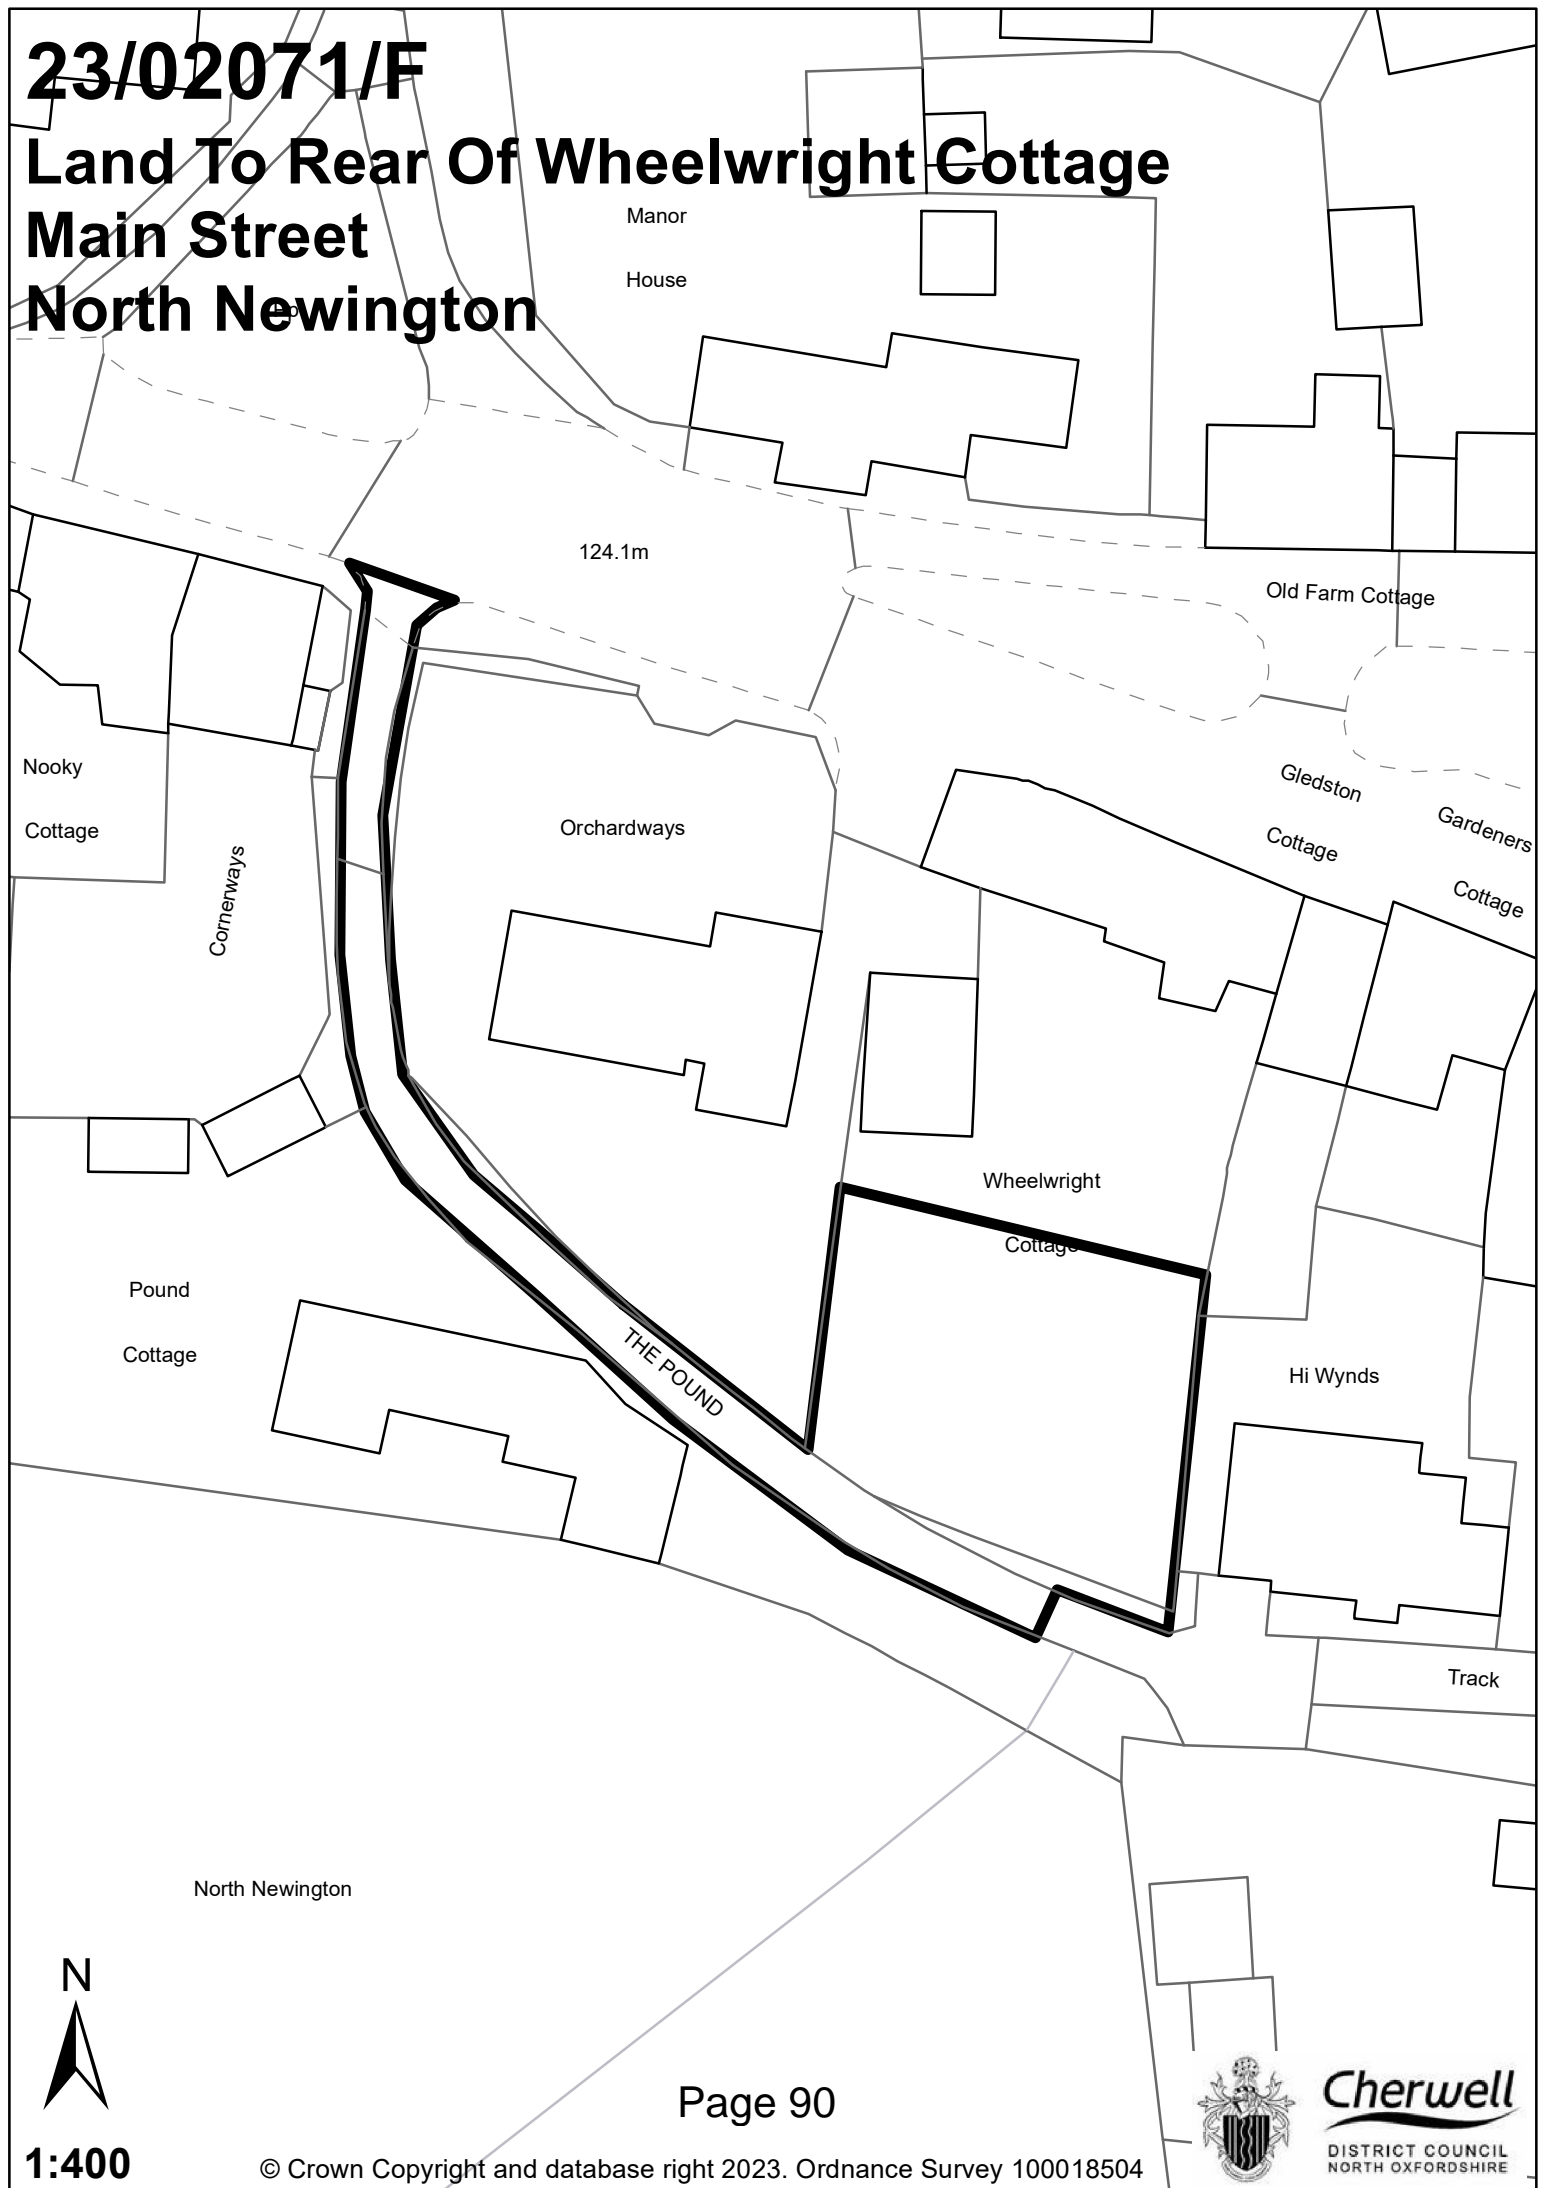 23/02071/F
Land To Rear Of Wheelwright Cottage
Main Street
North Newington
Manor
House
124.1m
Old Farm Cottage
Nooky
Cottage
Cornerways
Orchardways
Gledston
Cottage
Gardeners
Cottage
Wheelwright
Cottage
Pound
Cottage
THE POUND
Hi Wynds
Track
North Newington
N
1:400
Page 90
© Crown Copyright and database right 2023. Ordnance Survey 100018504
Cherwell
DISTRICT COUNCIL
NORTH OXFORDSHIRE